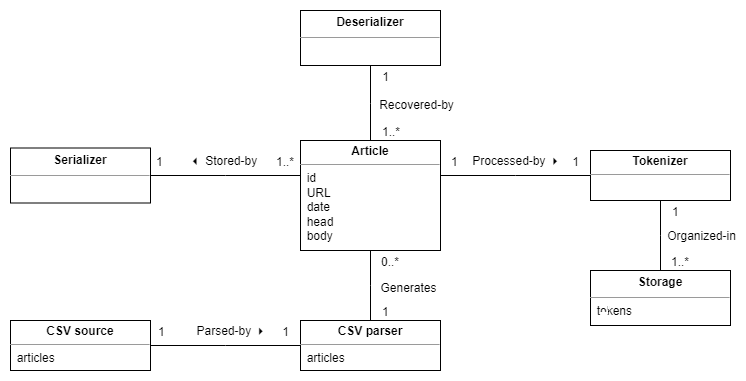 Deserializer
1
Recovered-by
1..*
Serializer
1
Stored-by
1..*
Article
id
URL
date
head
body
1
Processed-by
1
Tokenizer
1
Organized-in
1..*
Storage
tokens
0..*
Generates
1
CSV source
articles
1
Parsed-by
1
CSV parser
articles